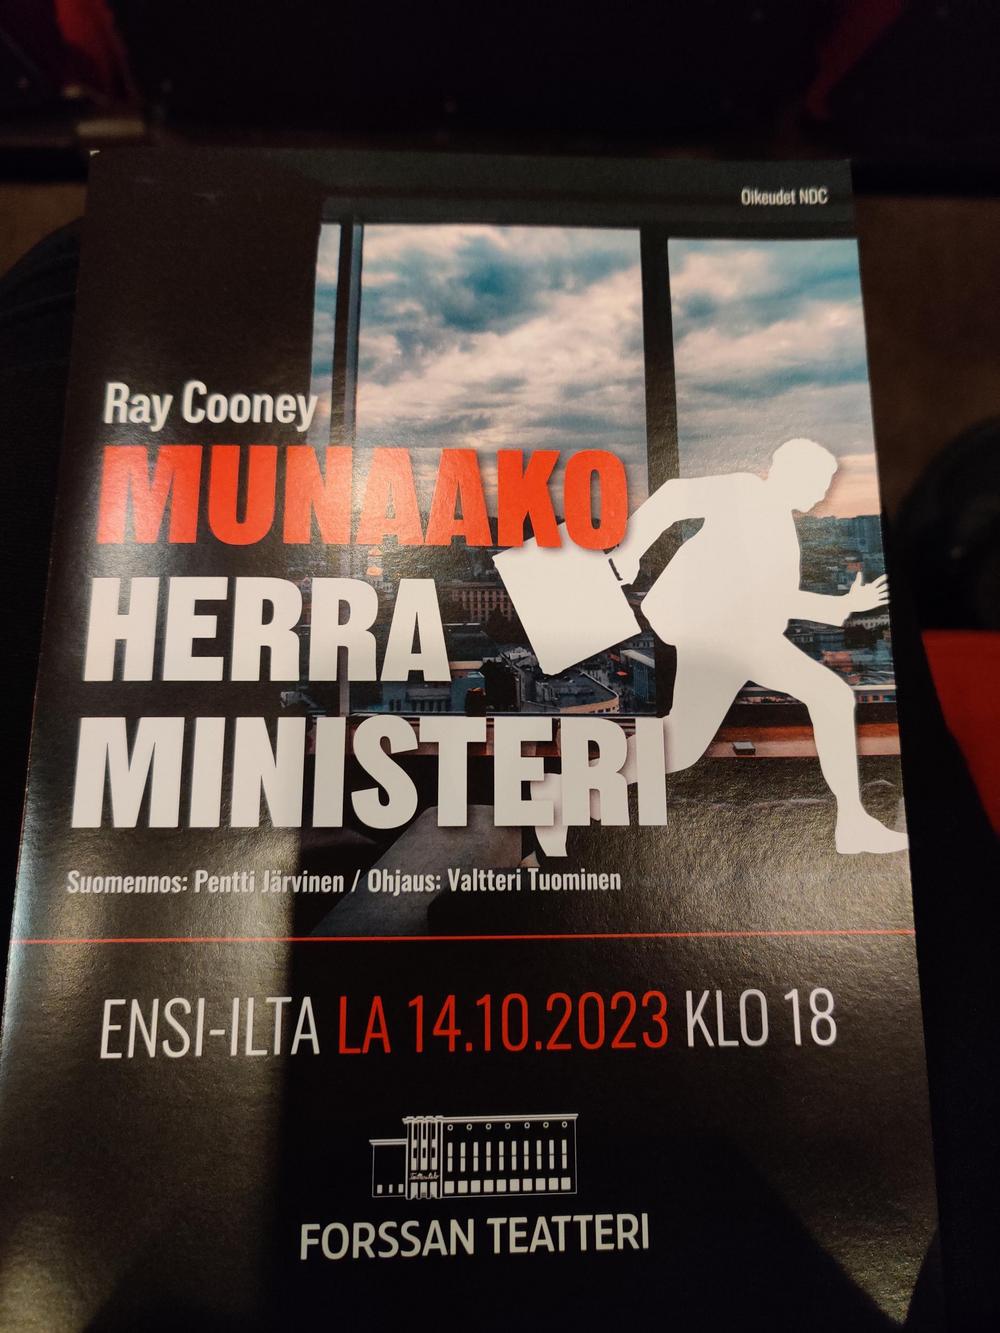 Oikeudet NDC
Ray Cooney
MUNAAKO
HERRA
MINISTERI
Suomennos: Pentti Järvinen / Ohjaus: Valtteri Tuominen
ENSI-ILTA LA 14.10.2023 KLO 18
FORSSAN TEATTERI